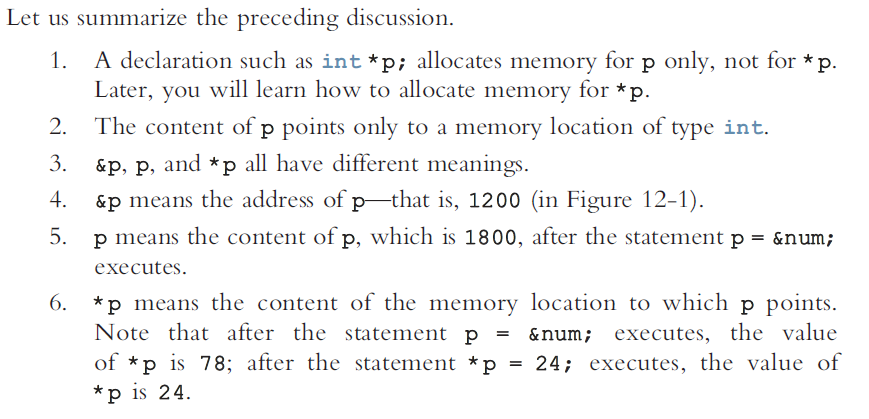 Let us summarize the preceding discussion.
1. A declaration such as int *p; allocates memory for p only, not for *p.
Later, you will learn how to allocate memory for *p.
2. The content of p points only to a memory location of type int.
3. &p, p, and *p all have different meanings.
4. &p means the address of p—that is, 1200 (in Figure 12-1).
5. p means the content of p, which is 1800, after the statement p = &num;
executes.
6. *p means the content of the memory location to which p points.
Note that after the statement p = &num; executes, the value
of *p is 78; after the statement *p = 24; executes, the value of
*p is 24.